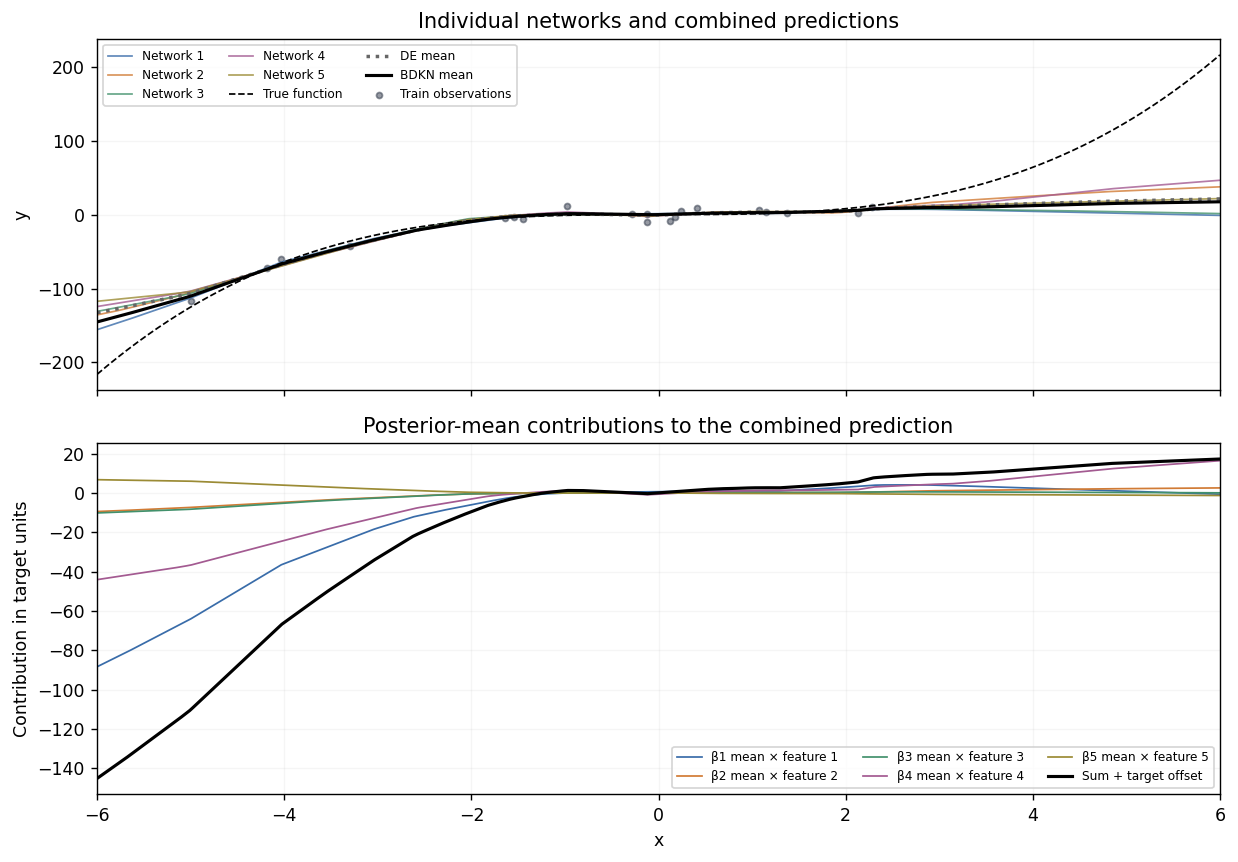 Individual networks and combined predictions
Network 1
Network 2
Network 3
Network 4
Network 5
True function
DE mean
BDKN mean
Train observations
y
200
100
0
−100
−200
Posterior-mean contributions to the combined prediction
Contribution in target units
20
0
−20
−40
−60
−80
−100
−120
−140
β1 mean × feature 1
β2 mean × feature 2
β3 mean × feature 3
β4 mean × feature 4
β5 mean × feature 5
Sum + target offset
−6
−4
−2
0
2
4
6
x